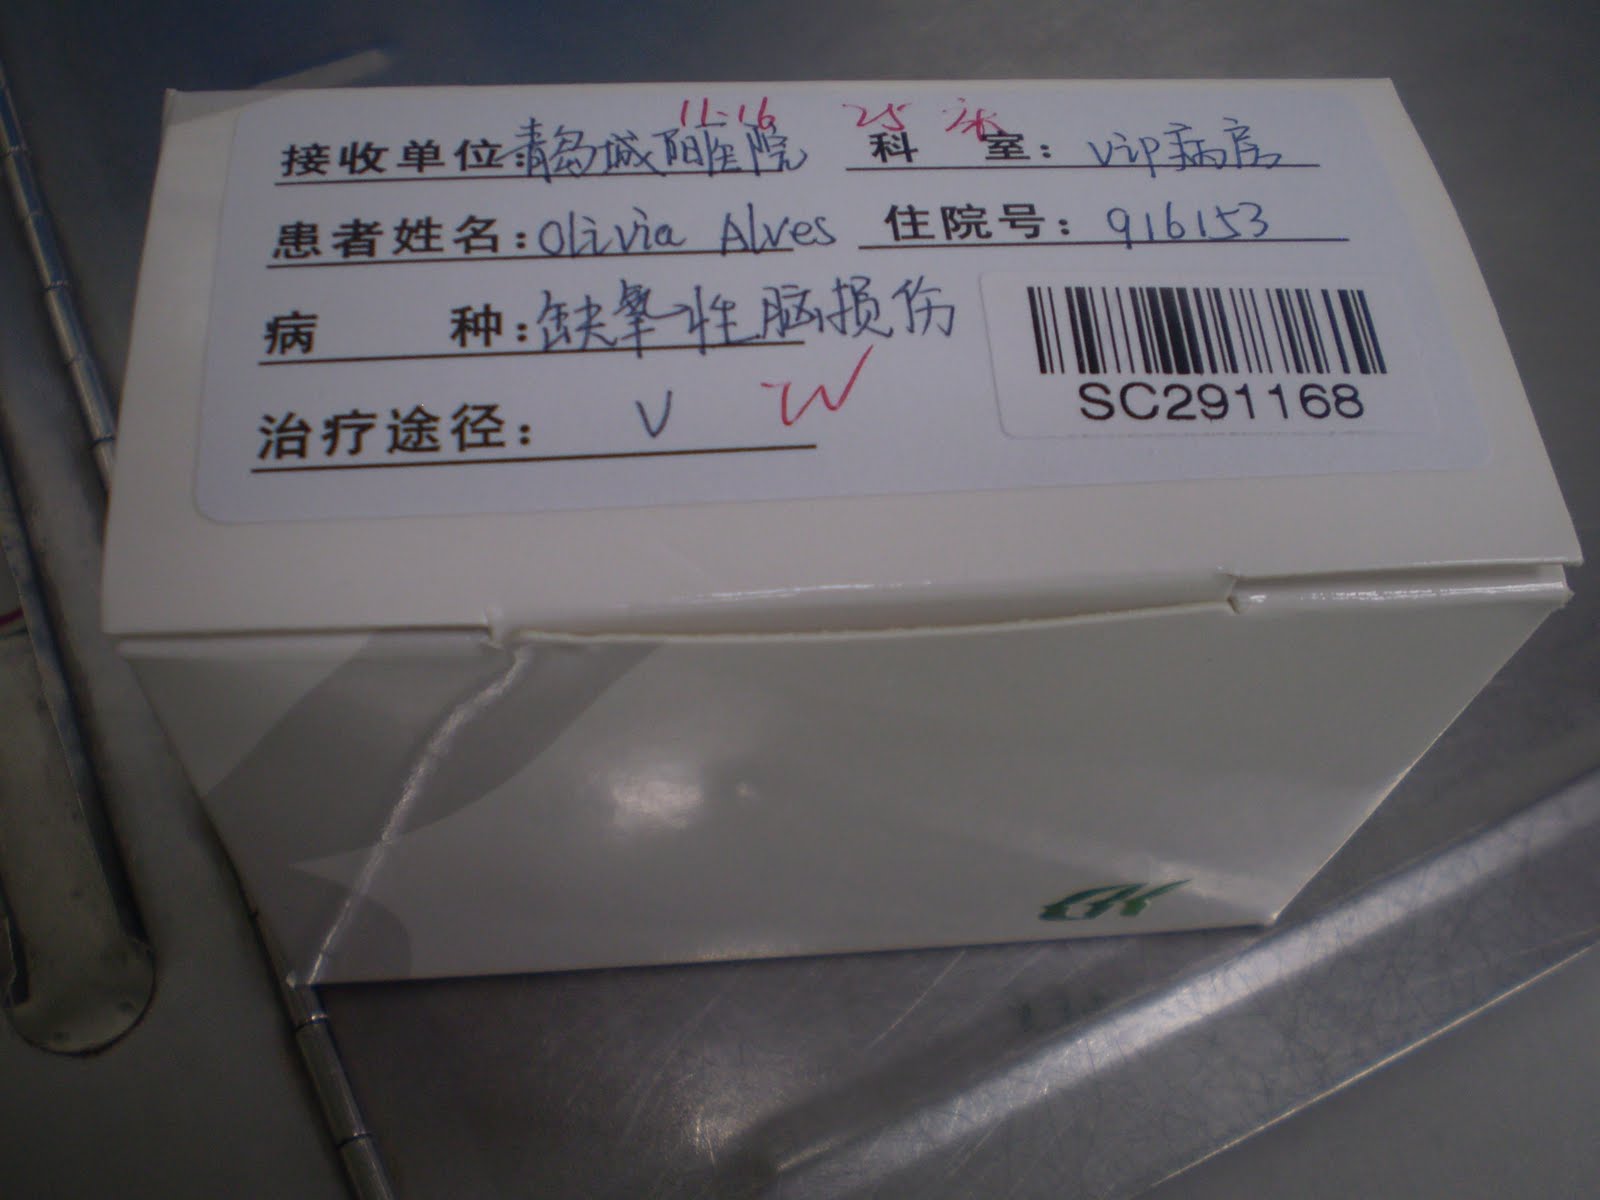 11.16 25床
接收单位:青岛城阳医院 科 室:Vip病房
患者姓名:Olivia Alves 住院号:916153
病 种:缺氧性脑损伤
治疗途径: V
SC291168